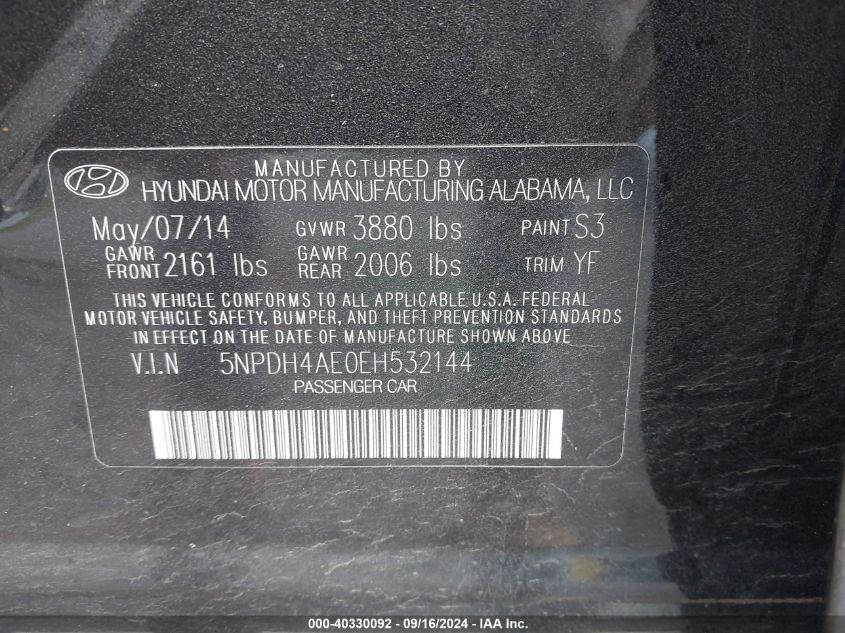 MANUFACTURED BY
HYUNDAI MOTOR MANUFACTURING ALABAMA, LLC
May/07/14 GVWR 3880 lbs PAINT S3
GAWR FRONT 2161 lbs GAWR REAR 2006 lbs TRIM YF
THIS VEHICLE CONFORMS TO ALL APPLICABLE U.S.A. FEDERAL
MOTOR VEHICLE SAFETY, BUMPER, AND THEFT PREVENTION STANDARDS
IN EFFECT ON THE DATE OF MANUFACTURE SHOWN ABOVE
V.I.N 5NPDH4AE0EH532144
PASSENGER CAR
000-40330092 - 09/16/2024 - IAA Inc.